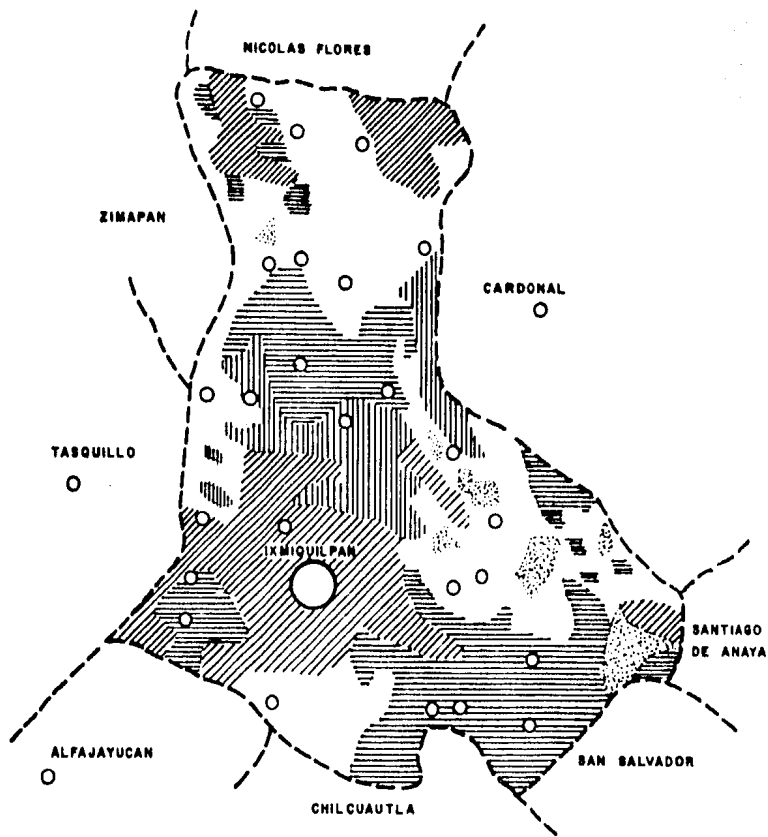 NICOLAS FLORES
ZIMAPAN
CARDONAL
TASQUILLO
IXMIQUILPAN
SANTIAGO
DE ANAYA
ALFAJAYUCAN
SAN SALVADOR
CHILCUAUTLA